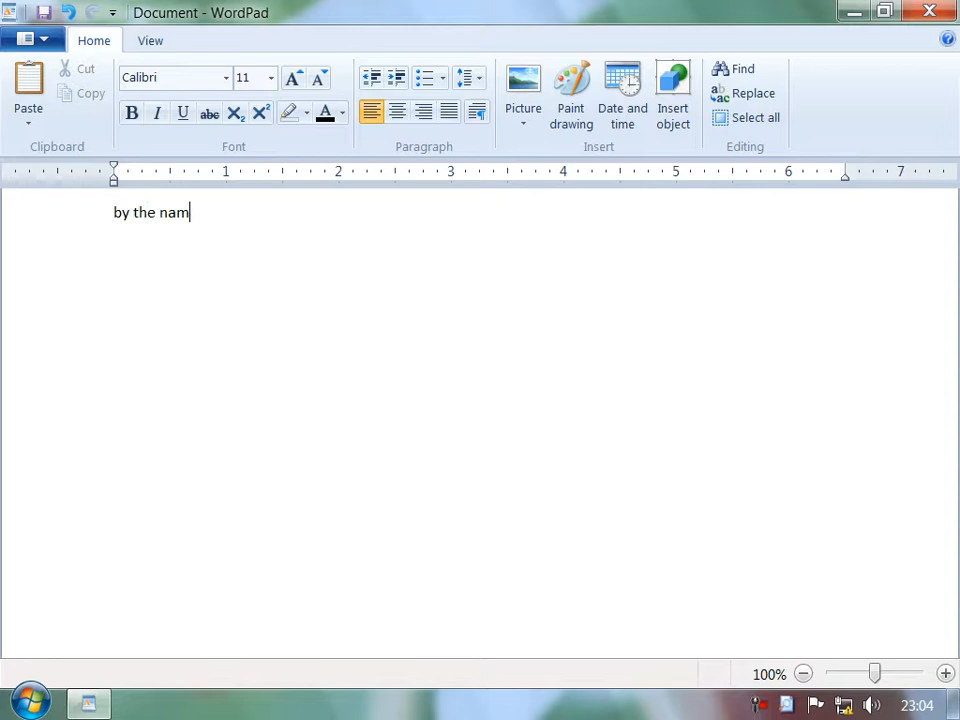 Document - WordPad
Home View
Paste
Cut
Copy
Clipboard
Calibri 11
B I U abc X₂ X²
A
Font
Paragraph
Picture
Paint drawing
Date and time
Insert object
Insert
Find
Replace
Select all
Editing
1 2 3 4 5 6 7
by the nam
100%
23:04